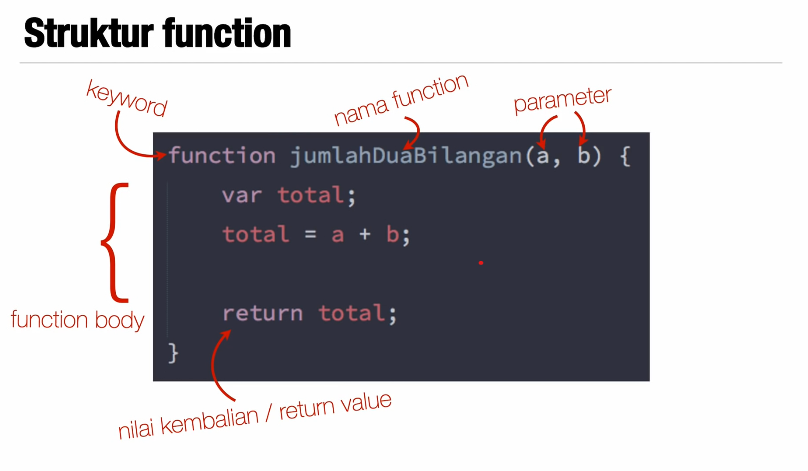 Struktur function
keyword
nama function
parameter
function jumlahDuaBilangan(a, b) {
var total;
total = a + b;
return total;
}
function body
nilai kembalian / return value